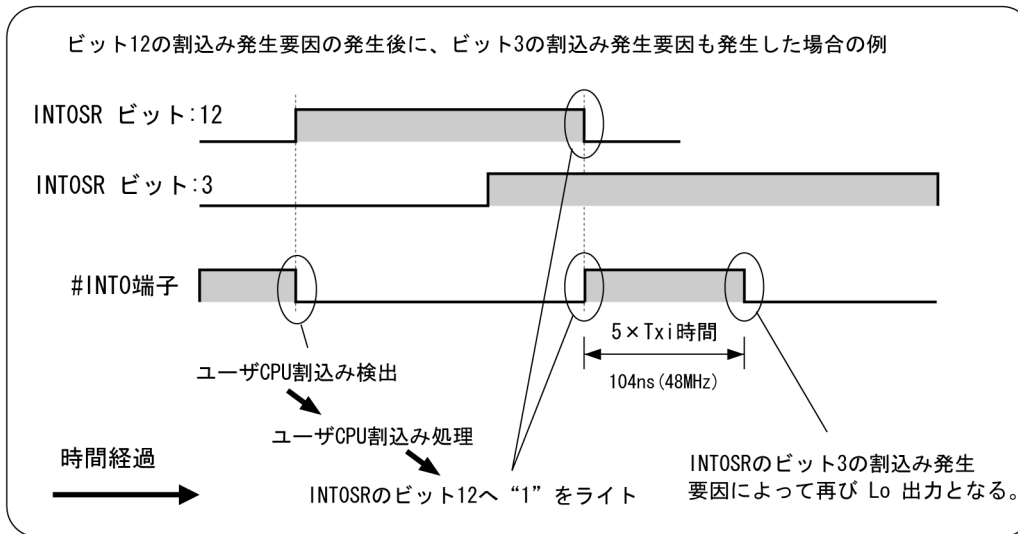 ビット12の割込み発生要因の発生後に、ビット3の割込み発生要因も発生した場合の例
INT0SR ビット:12
INT0SR ビット:3
#INT0端子
5×Txi時間
104ns(48MHz)
ユーザCPU割込み検出
ユーザCPU割込み処理
INT0SRのビット12へ “1” をライト
時間経過
INT0SRのビット3の割込み発生
要因によって再び Lo 出力となる。